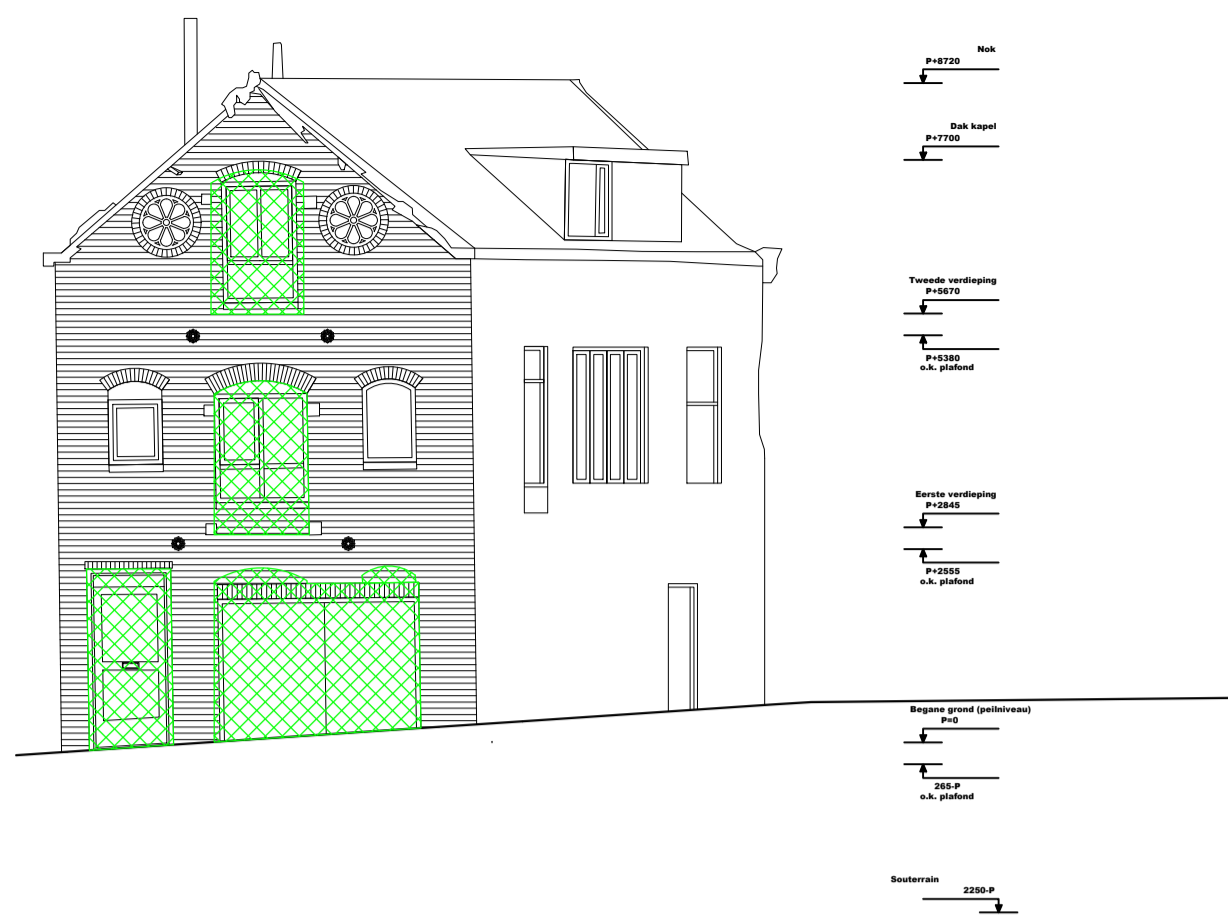 Nok
P+8720
Dak kapel
P+7700
Tweede verdieping
P+5670
P+5380
o.k. plafond
Eerste verdieping
P+2845
P+2555
o.k. plafond
Begane grond (peilniveau)
P=0
265-P
o.k. plafond
Souterrain
2250-P